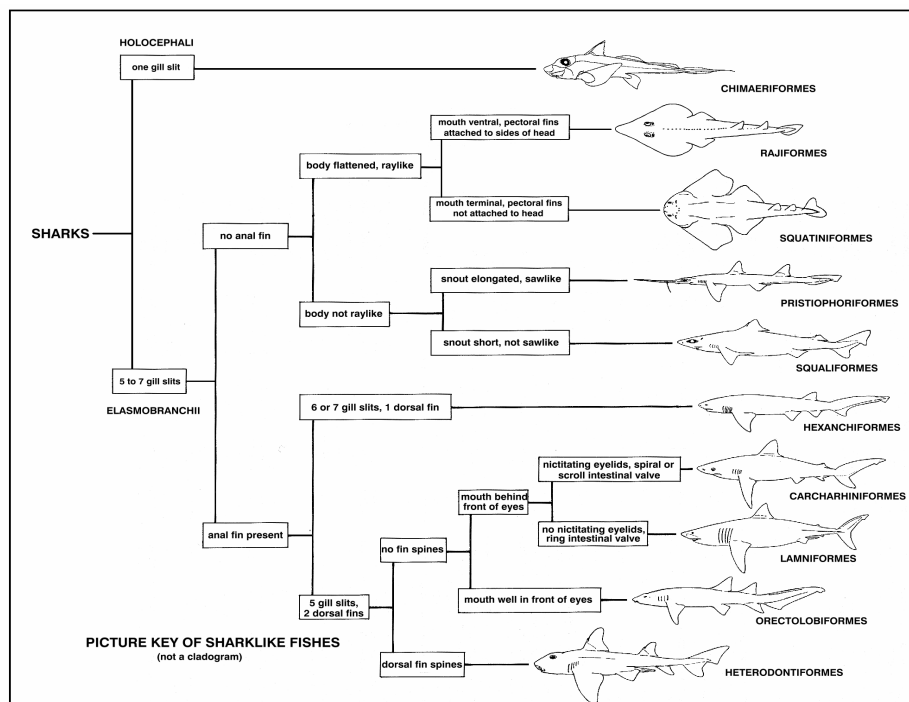 HOLOCEPHALI
one gill slit
CHIMAERIFORMES
mouth ventral, pectoral fins
attached to sides of head
RAJIFORMES
body flattened, raylike
mouth terminal, pectoral fins
not attached to head
SQUATINIFORMES
SHARKS
no anal fin
snout elongated, sawlike
PRISTIOPHORIFORMES
body not raylike
snout short, not sawlike
SQUALIFORMES
5 to 7 gill slits
ELASMOBRANCHII
6 or 7 gill slits, 1 dorsal fin
HEXANCHIFORMES
nictitating eyelids, spiral or
scroll intestinal valve
CARCHARHINIFORMES
mouth behind
front of eyes
no nictitating eyelids,
ring intestinal valve
LAMNIFORMES
anal fin present
no fin spines
mouth well in front of eyes
ORECTOLOBIFORMES
5 gill slits,
2 dorsal fins
dorsal fin spines
HETERODONTIFORMES
PICTURE KEY OF SHARKLIKE FISHES
(not a cladogram)